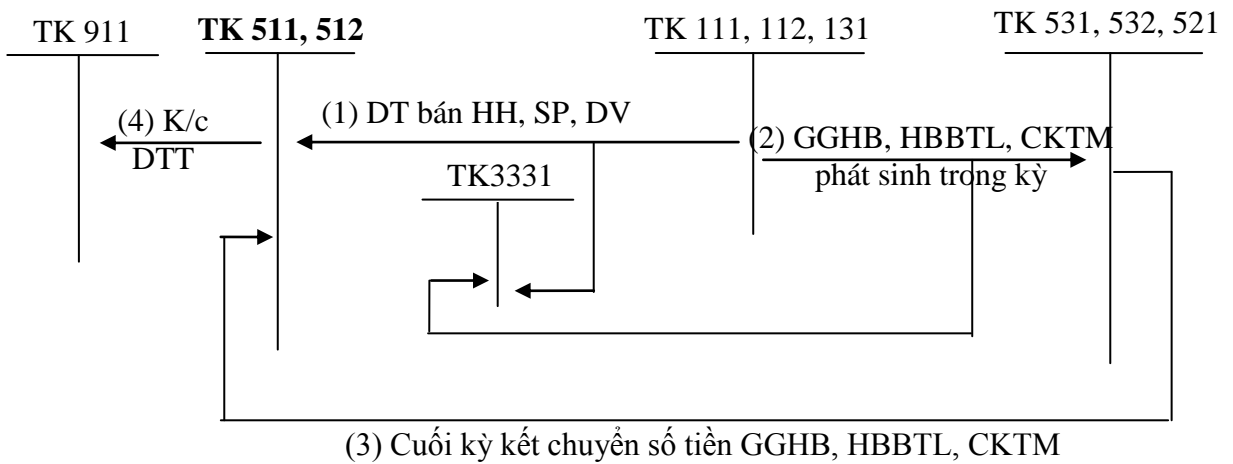 TK 911
TK 511, 512
TK 111, 112, 131
TK 531, 532, 521
(1) DT bán HH, SP, DV
(4) K/c
DTT
(2) GGHB, HBBTL, CKTM
phát sinh trong kỳ
TK3331
(3) Cuối kỳ kết chuyển số tiền GGHB, HBBTL, CKTM